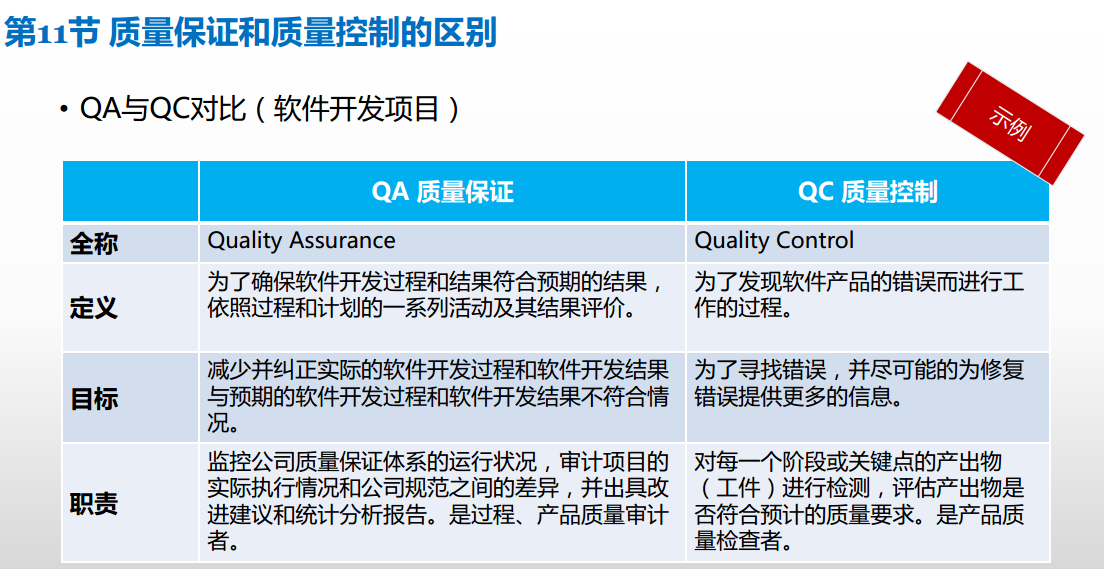 第11节 质量保证和质量控制的区别
• QA与QC对比（软件开发项目）
示例
QA 质量保证
QC 质量控制
全称
Quality Assurance
Quality Control
定义
为了确保软件开发过程和结果符合预期的结果，
依照过程和计划的一系列活动及其结果评价。
为了发现软件产品的错误而进行工
作的过程。
目标
减少并纠正实际的软件开发过程和软件开发结果
与预期的软件开发过程和软件开发结果不符合情
况。
为了寻找错误，并尽可能的为修复
错误提供更多的信息。
职责
监控公司质量保证体系的运行状况，审计项目的
实际执行情况和公司规范之间的差异，并出具改
进建议和统计分析报告。是过程、产品质量审计
者。
对每一个阶段或关键点的产出物
（工件）进行检测，评估产出物是
否符合预计的质量要求。是产品质
量检查者。